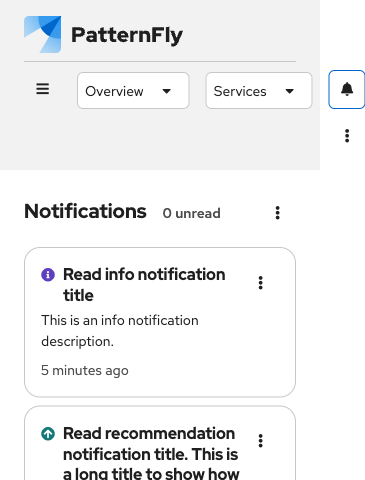 PatternFly
Overview
Services
Notifications
0 unread
Read info notification
title
This is an info notification
description.
5 minutes ago
Read recommendation
notification title. This is
a long title to show how